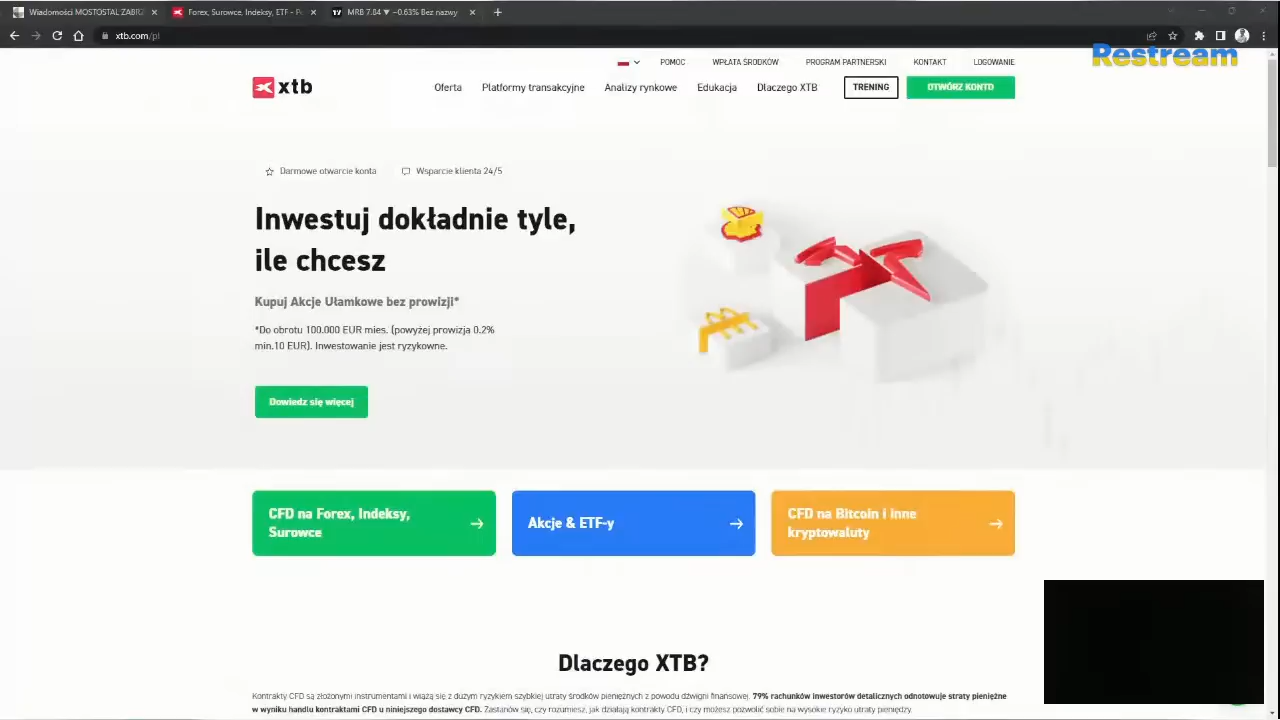 Wiadomości MOSTOSTAL ZABRZ
Forex, Surowce, Indeksy, ETF - P
MRB 7.84 ▼ −0.63% Bez nazwy
xtb.com/pl
Restream
POMOC
WPŁATA ŚRODKÓW
PROGRAM PARTNERSKI
KONTAKT
LOGOWANIE
xtb
Oferta
Platformy transakcyjne
Analizy rynkowe
Edukacja
Dlaczego XTB
TRENING
OTWÓRZ KONTO
Darmowe otwarcie konta
Wsparcie klienta 24/5
Inwestuj dokładnie tyle,
ile chcesz
Kupuj Akcje Ułamkowe bez prowizji*
*Do obrotu 100.000 EUR mies. (powyżej prowizja 0.2%
min.10 EUR). Inwestowanie jest ryzykowne.
Dowiedz się więcej
CFD na Forex, Indeksy,
Surowce
Akcje & ETF-y
CFD na Bitcoin i inne
kryptowaluty
Dlaczego XTB?
Kontrakty CFD są złożonymi instrumentami i wiążą się z dużym ryzykiem szybkiej utraty środków pieniężnych z powodu dźwigni finansowej. 79% rachunków inwestorów detalicznych odnotowuje straty pieniężne
w wyniku handlu kontraktami CFD u niniejszego dostawcy CFD. Zastanów się, czy rozumiesz, jak działają kontrakty CFD, i czy możesz pozwolić sobie na wysokie ryzyko utraty pieniędzy.